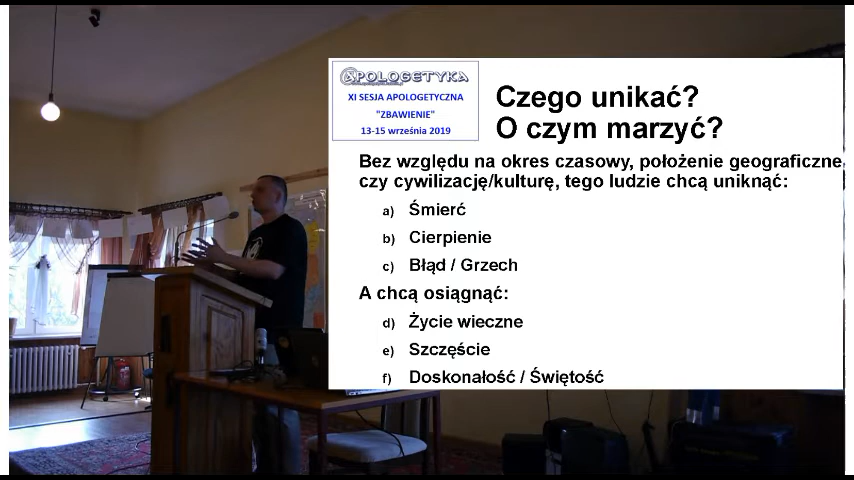 @POLOGETYKA
XI SESJA APOLOGETYCZNA
"ZBAWIENIE"
13-15 września 2019
Czego unikać?
O czym marzyć?
Bez względu na okres czasowy, położenie geograficzne
czy cywilizację/kulturę, tego ludzie chcą uniknąć:
a) Śmierć
b) Cierpienie
c) Błąd / Grzech
A chcą osiągnąć:
d) Życie wieczne
e) Szczęście
f) Doskonałość / Świętość